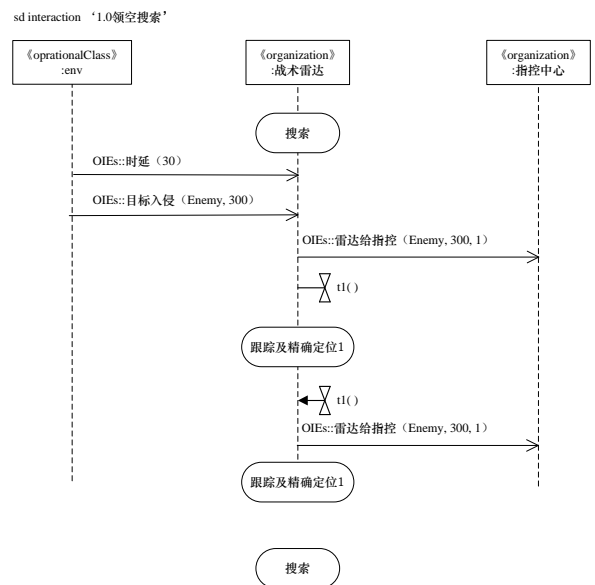 sd interaction ‘1.0领空搜索’
《oprationalClass》
:env
《organization》
:战术雷达
《organization》
:指控中心
搜索
OIEs::时延（30）
OIEs::目标入侵（Enemy, 300）
OIEs::雷达给指控（Enemy, 300, 1）
t1( )
跟踪及精确定位1
t1( )
OIEs::雷达给指控（Enemy, 300, 1）
跟踪及精确定位1
搜索